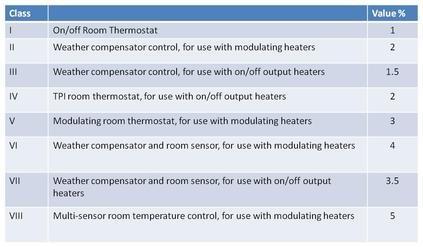 Class Value %
I On/off Room Thermostat 1
II Weather compensator control, for use with modulating heaters 2
III Weather compensator control, for use with on/off output heaters 1.5
IV TPI room thermostat, for use with on/off output heaters 2
V Modulating room thermostat, for use with modulating heaters 3
VI Weather compensator and room sensor, for use with modulating heaters 4
VII Weather compensator and room sensor, for use with on/off output 3.5
heaters
VIII Multi-sensor room temperature control, for use with modulating heaters 5